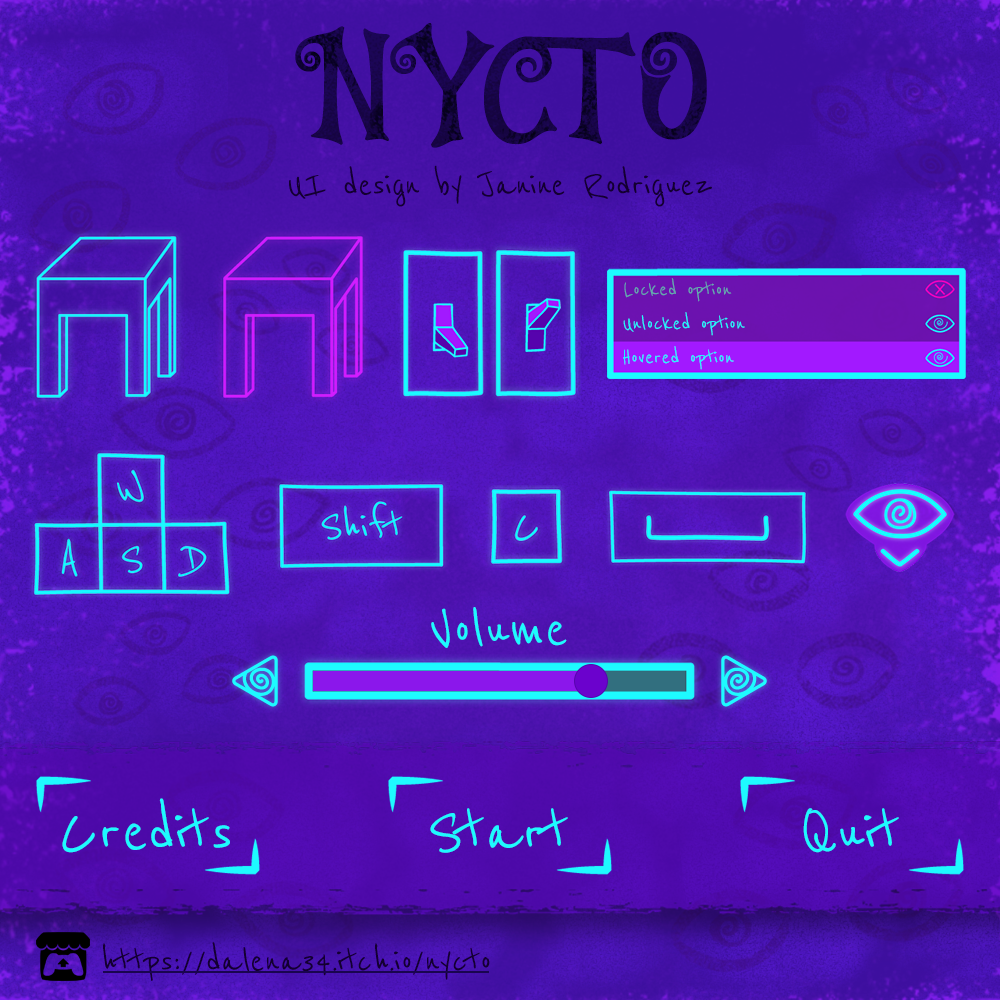 NYCTO
UI design by Janine Rodriguez
Locked option
Unlocked option
Hovered option
W
A S D
Shift
C
Volume
Credits
Start
Quit
https://dalena34.itch.io/nycto